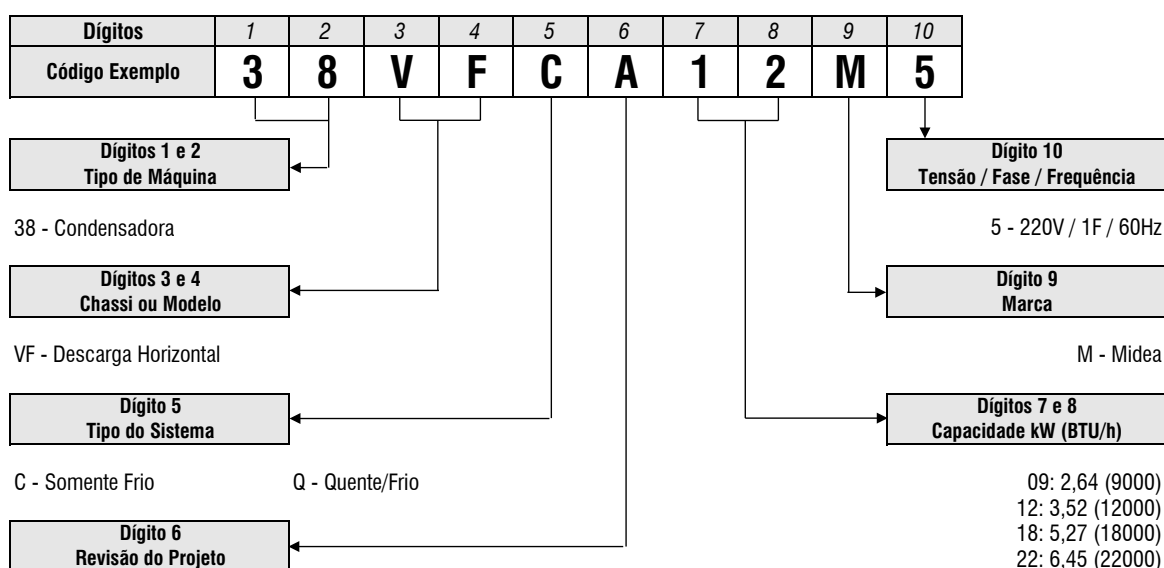 Dígitos 1 2 3 4 5 6 7 8 9 10
Código Exemplo 3 8 V F C A 1 2 M 5
Dígitos 1 e 2
Tipo de Máquina
38 - Condensadora
Dígitos 3 e 4
Chassi ou Modelo
VF - Descarga Horizontal
Dígito 5
Tipo do Sistema
C - Somente Frio Q - Quente/Frio
Dígito 6
Revisão do Projeto
Dígito 10
Tensão / Fase / Frequência
5 - 220V / 1F / 60Hz
Dígito 9
Marca
M - Midea
Dígitos 7 e 8
Capacidade kW (BTU/h)
09: 2,64 (9000)
12: 3,52 (12000)
18: 5,27 (18000)
22: 6,45 (22000)